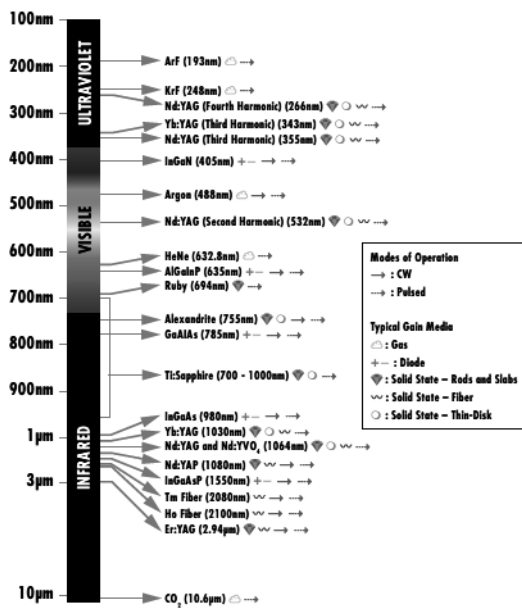 100nm
200nm
300nm
400nm
500nm
600nm
700nm
800nm
900nm
1µm
3µm
10µm
ULTRAVIOLET
VISIBLE
INFRARED
ArF (193nm)
KrF (248nm)
Nd:YAG (Fourth Harmonic) (266nm)
Yb:YAG (Third Harmonic) (343nm)
Nd:YAG (Third Harmonic) (355nm)
InGaN (405nm)
Argon (488nm)
Nd:YAG (Second Harmonic) (532nm)
HeNe (632.8nm)
AlGaInP (635nm)
Ruby (694nm)
Alexandrite (755nm)
GaAlAs (785nm)
Ti:Sapphire (700 - 1000nm)
InGaAs (980nm)
Yb:YAG (1030nm)
Nd:YAG and Nd:YVO₄ (1064nm)
Nd:YAP (1080nm)
InGaAsP (1550nm)
Tm Fiber (2080nm)
Ho Fiber (2100nm)
Er:YAG (2.94µm)
CO₂ (10.6µm)
Modes of Operation
: CW
: Pulsed
Typical Gain Media
: Gas
+− : Diode
: Solid State – Rods and Slabs
: Solid State – Fiber
: Solid State – Thin-Disk